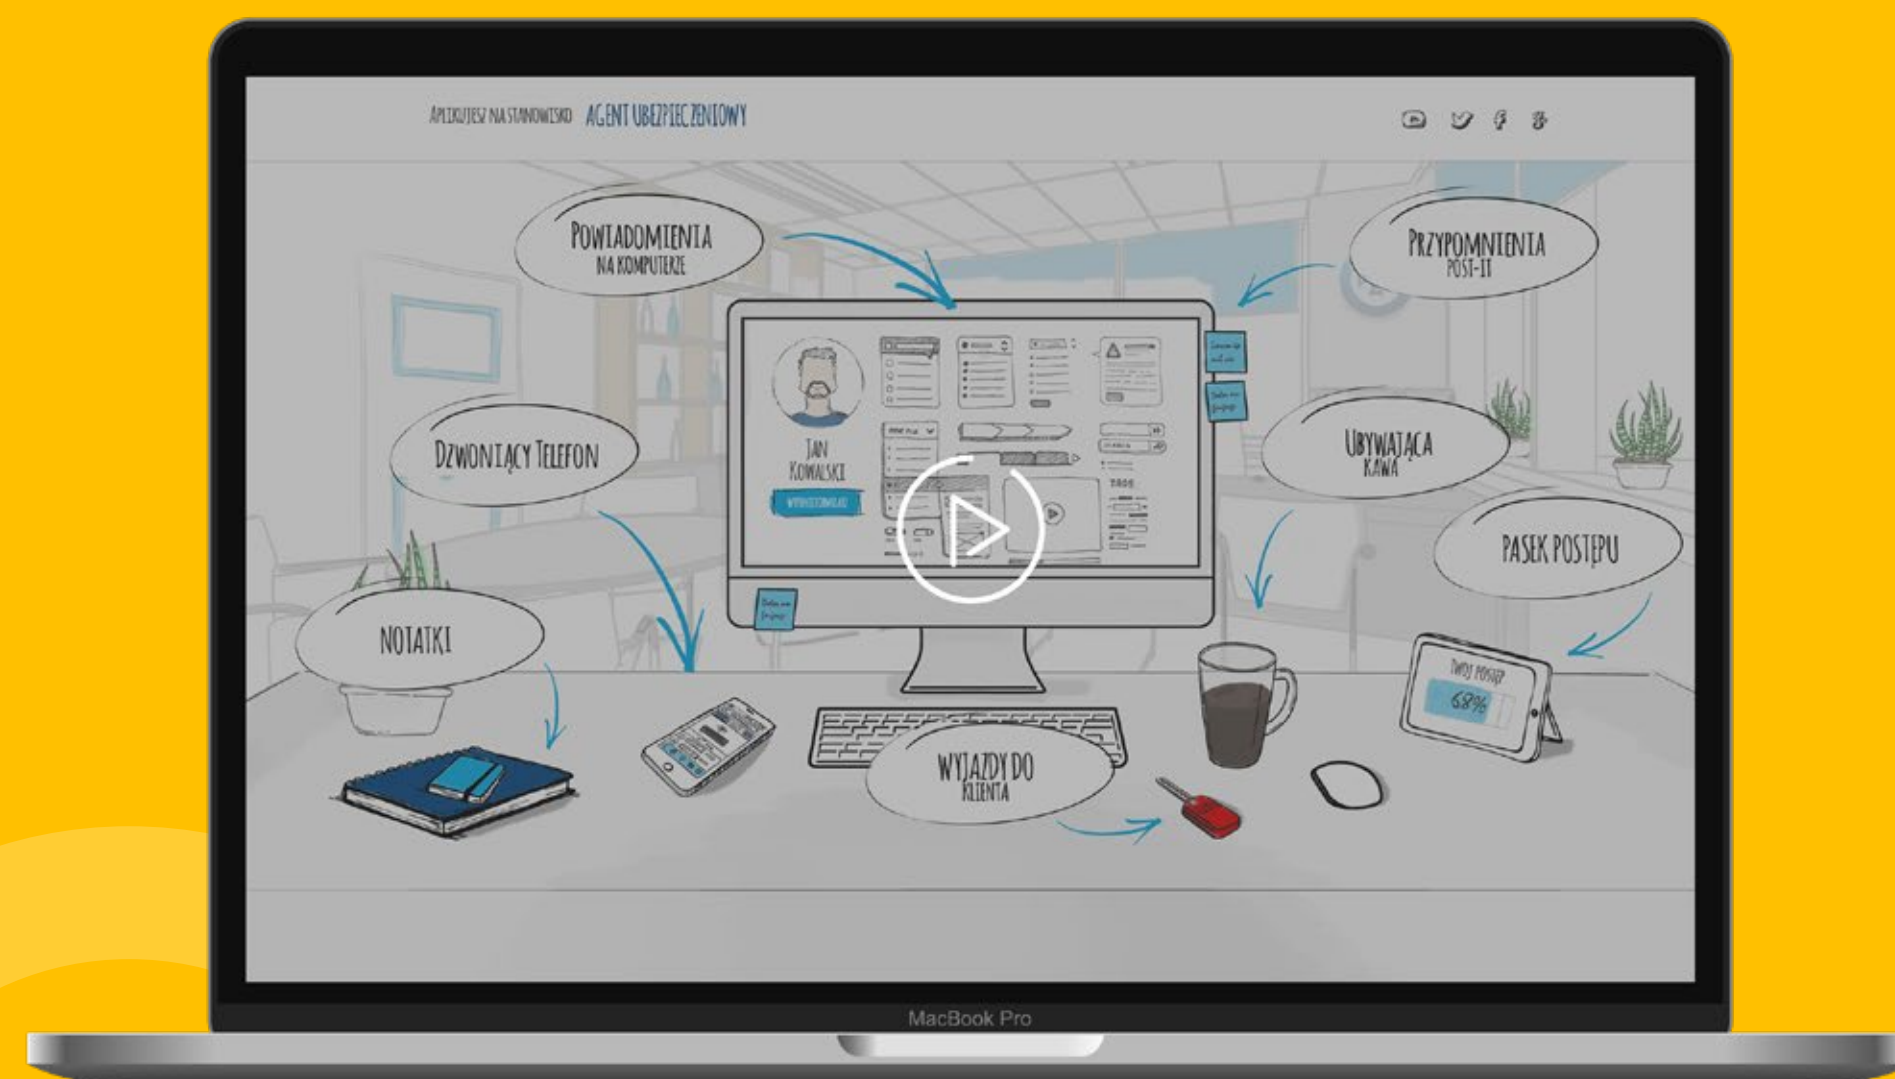 APLIKUJESZ NA STANOWISKO AGENT UBEZPIECZENIOWY
POWIADOMIENIA
NA KOMPUTERZE
PRZYPOMNIENIA
POST-IT
DZWONIĄCY TELEFON
JAN
KOWALSKI
TAGS
UBYWAJĄCA
KAWA
PASEK POSTĘPU
NOTATKI
TWÓJ POSTĘP
68%
WYJAZDY DO
KLIENTA
MacBook Pro